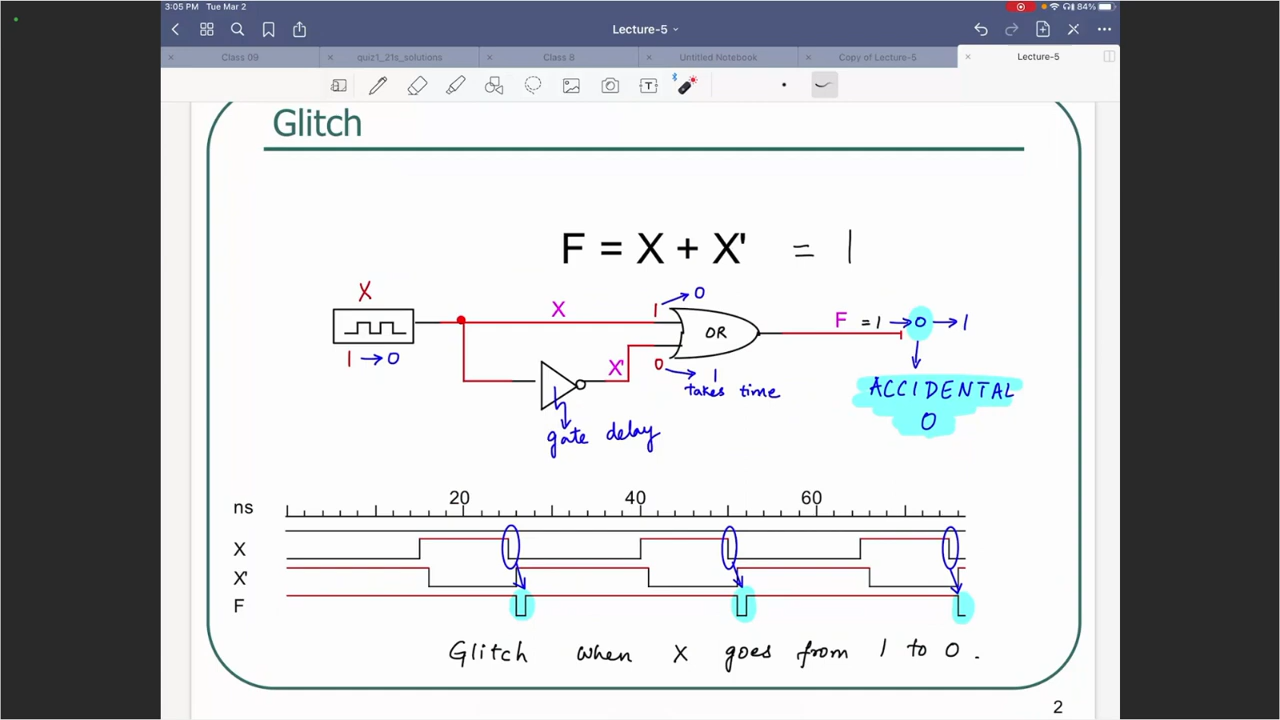 3:05 PM Tue Mar 2
84%
Lecture-5
Class 09
quiz1_21s_solutions
Class 8
Untitled Notebook
Copy of Lecture-5
Lecture-5
Glitch
F = X + X' = 1
X
1 → 0
X
1 → 0
OR
F = 1 → 0 → 1
X'
0 → 1
takes time
gate delay
ACCIDENTAL
0
ns 20 40 60
X
X'
F
Glitch when X goes from 1 to 0.
2